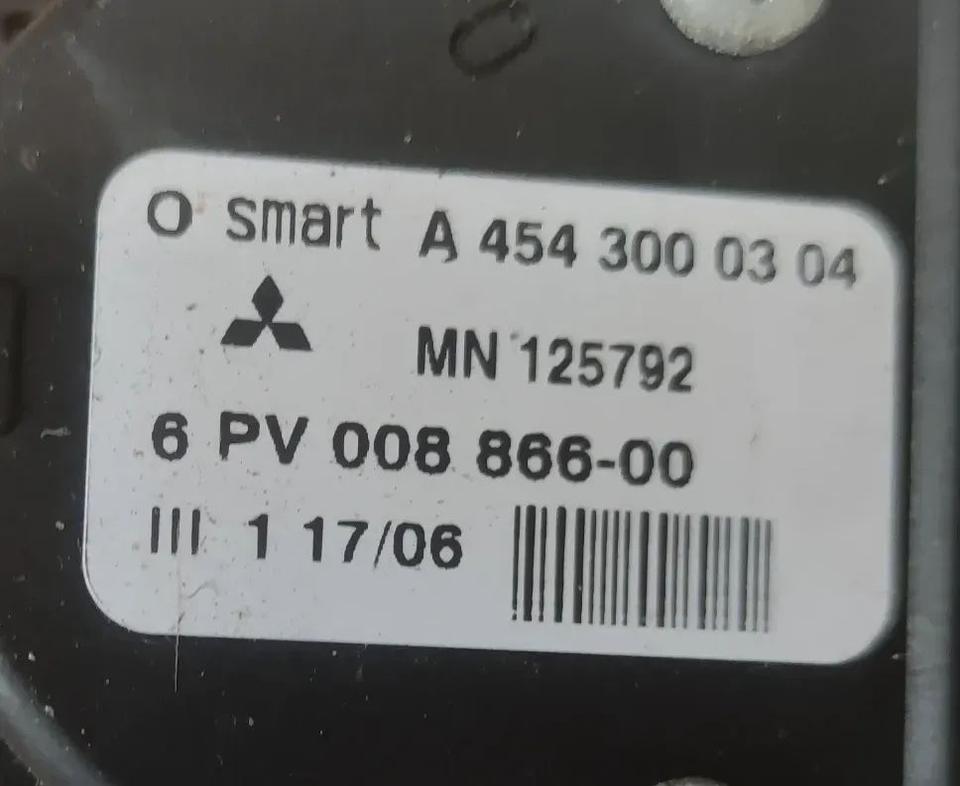 O smart A 454 300 03 04
MN 125792
6 PV 008 866-00
III 1 17/06